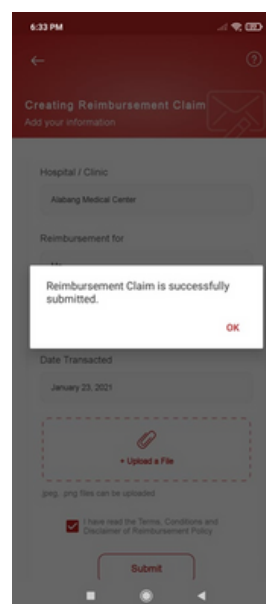 6:33 PM
Creating Reimbursement Claim
Add your information
Hospital / Clinic
Alabang Medical Center
Reimbursement for
Reimbursement Claim is successfully
submitted.
OK
Date Transacted
January 23, 2021
+ Upload a File
.jpeg, .png files can be uploaded
I have read the Terms, Conditions and
Disclaimer of Reimbursement Policy
Submit